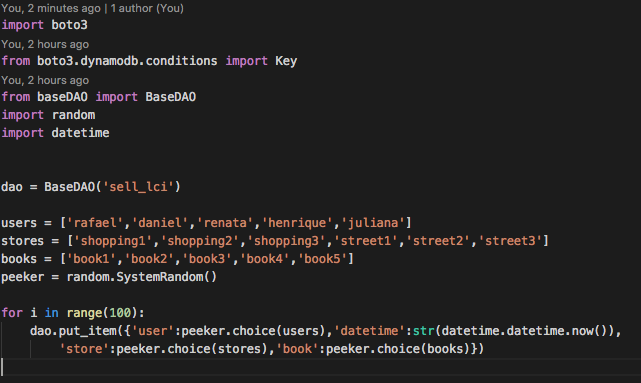 You, 2 minutes ago | 1 author (You)
import boto3
You, 2 hours ago
from boto3.dynamodb.conditions import Key
You, 2 hours ago
from baseDAO import BaseDAO
import random
import datetime
dao = BaseDAO('sell_lci')
users = ['rafael','daniel','renata','henrique','juliana']
stores = ['shopping1','shopping2','shopping3','street1','street2','street3']
books = ['book1','book2','book3','book4','book5']
peeker = random.SystemRandom()
for i in range(100):
    dao.put_item({'user':peeker.choice(users),'datetime':str(datetime.datetime.now()),
        'store':peeker.choice(stores),'book':peeker.choice(books)})